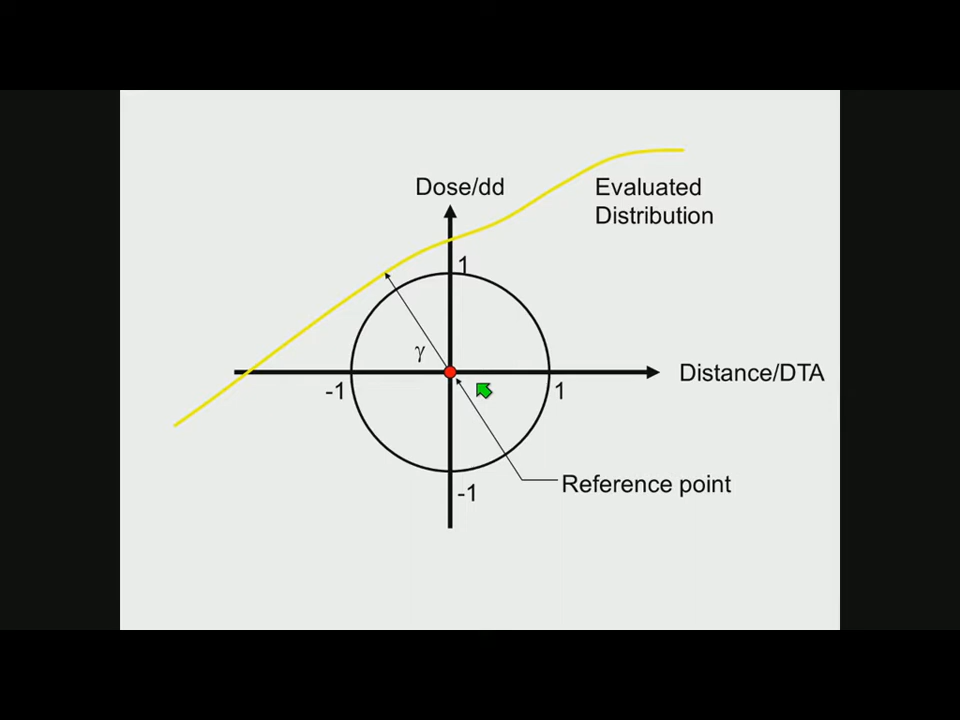 Dose/dd
Evaluated
Distribution
1
γ
Distance/DTA
-1
1
Reference point
-1